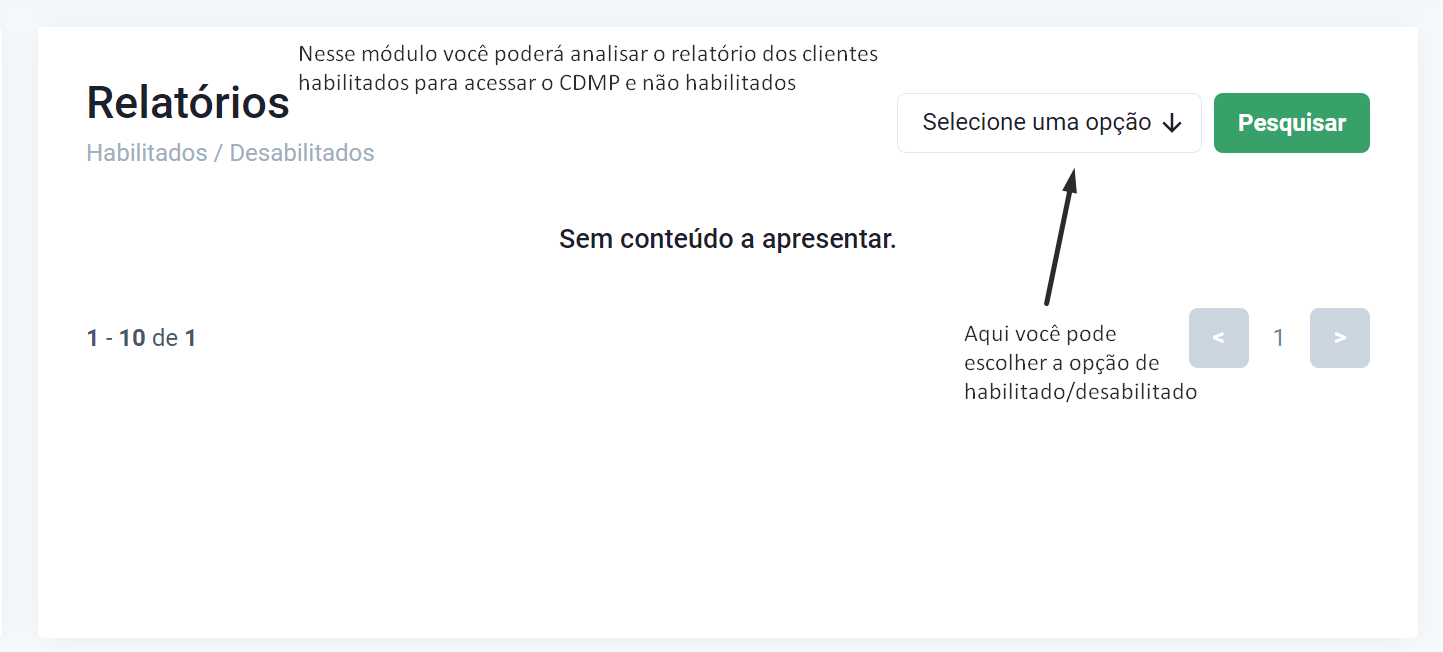 Nesse módulo você poderá analisar o relatório dos clientes
habilitados para acessar o CDMP e não habilitados
Relatórios
Habilitados / Desabilitados
Selecione uma opção
Pesquisar
Sem conteúdo a apresentar.
1 - 10 de 1
Aqui você pode
escolher a opção de
habilitado/desabilitado
< 1 >